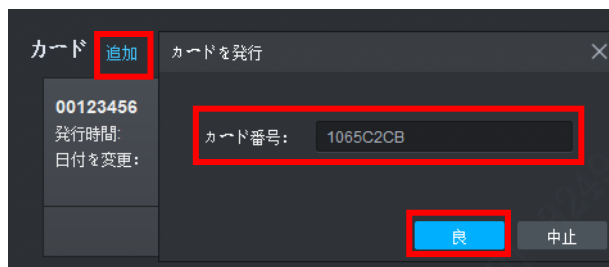 カード 追加
カードを発行
00123456
発行時間:
日付を変更：
カード番号： 1065C2CB
良 中止